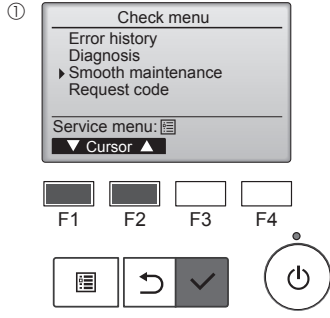 ①
Check menu
Error history
Diagnosis
Smooth maintenance
Request code
Service menu:
▼ Cursor ▲
F1 F2 F3 F4